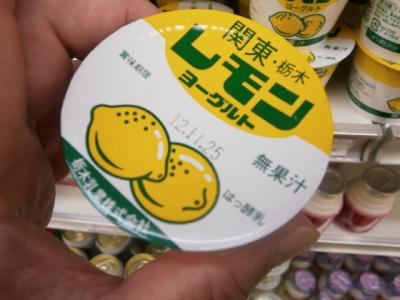 関東・栃木
レモン
ヨーグルト
賞味期限
12.11.25
無果汁
はっ酵乳
栃木乳業株式会社